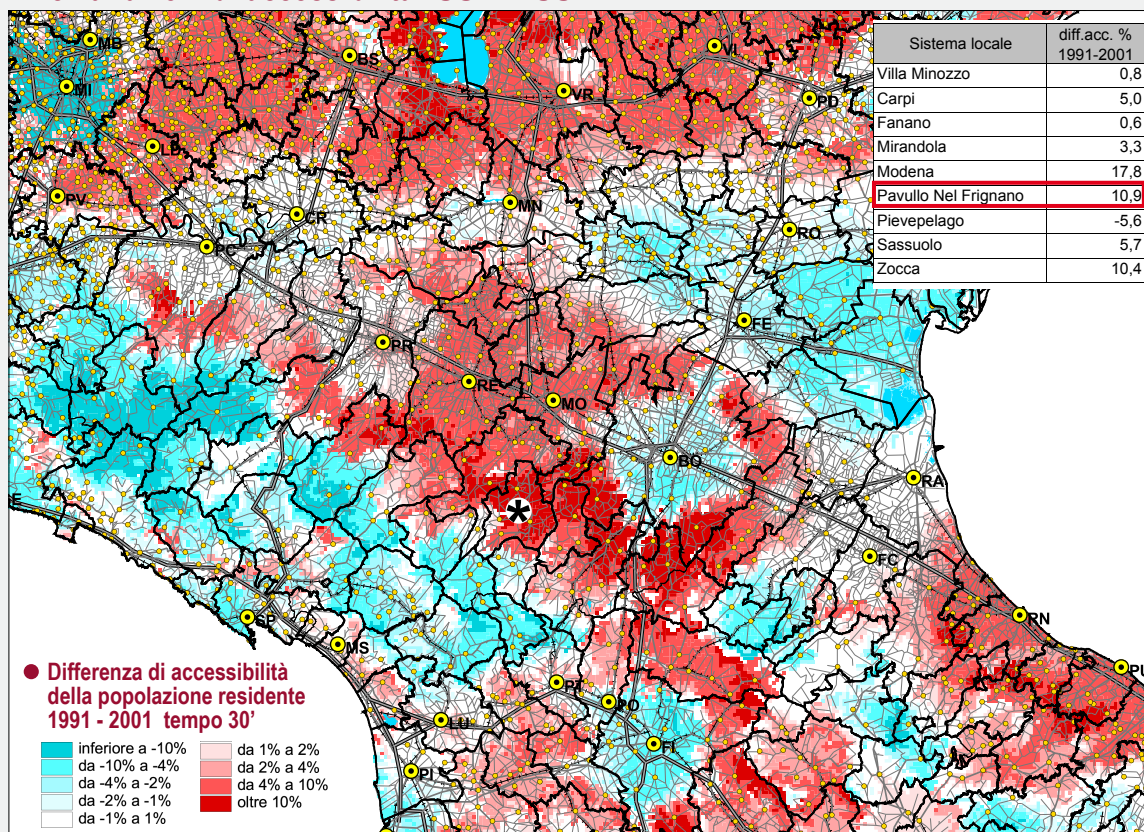 Sistema locale diff.acc. % 1991-2001
Villa Minozzo 0,8
Carpi 5,0
Fanano 0,6
Mirandola 3,3
Modena 17,8
Pavullo Nel Frignano 10,9
Pievepelago -5,6
Sassuolo 5,7
Zocca 10,4
MB
MI
BS
VI
VR
PD
LO
PV
CR
MN
RO
PC
FE
PR
RE
MO
BO
RA
*
FC
SP
MS
PN
PT
PO
LU
FI
PI
● Differenza di accessibilità
della popolazione residente
1991 - 2001 tempo 30’
inferiore a -10%
da -10% a -4%
da -4% a -2%
da -2% a -1%
da -1% a 1%
da 1% a 2%
da 2% a 4%
da 4% a 10%
oltre 10%